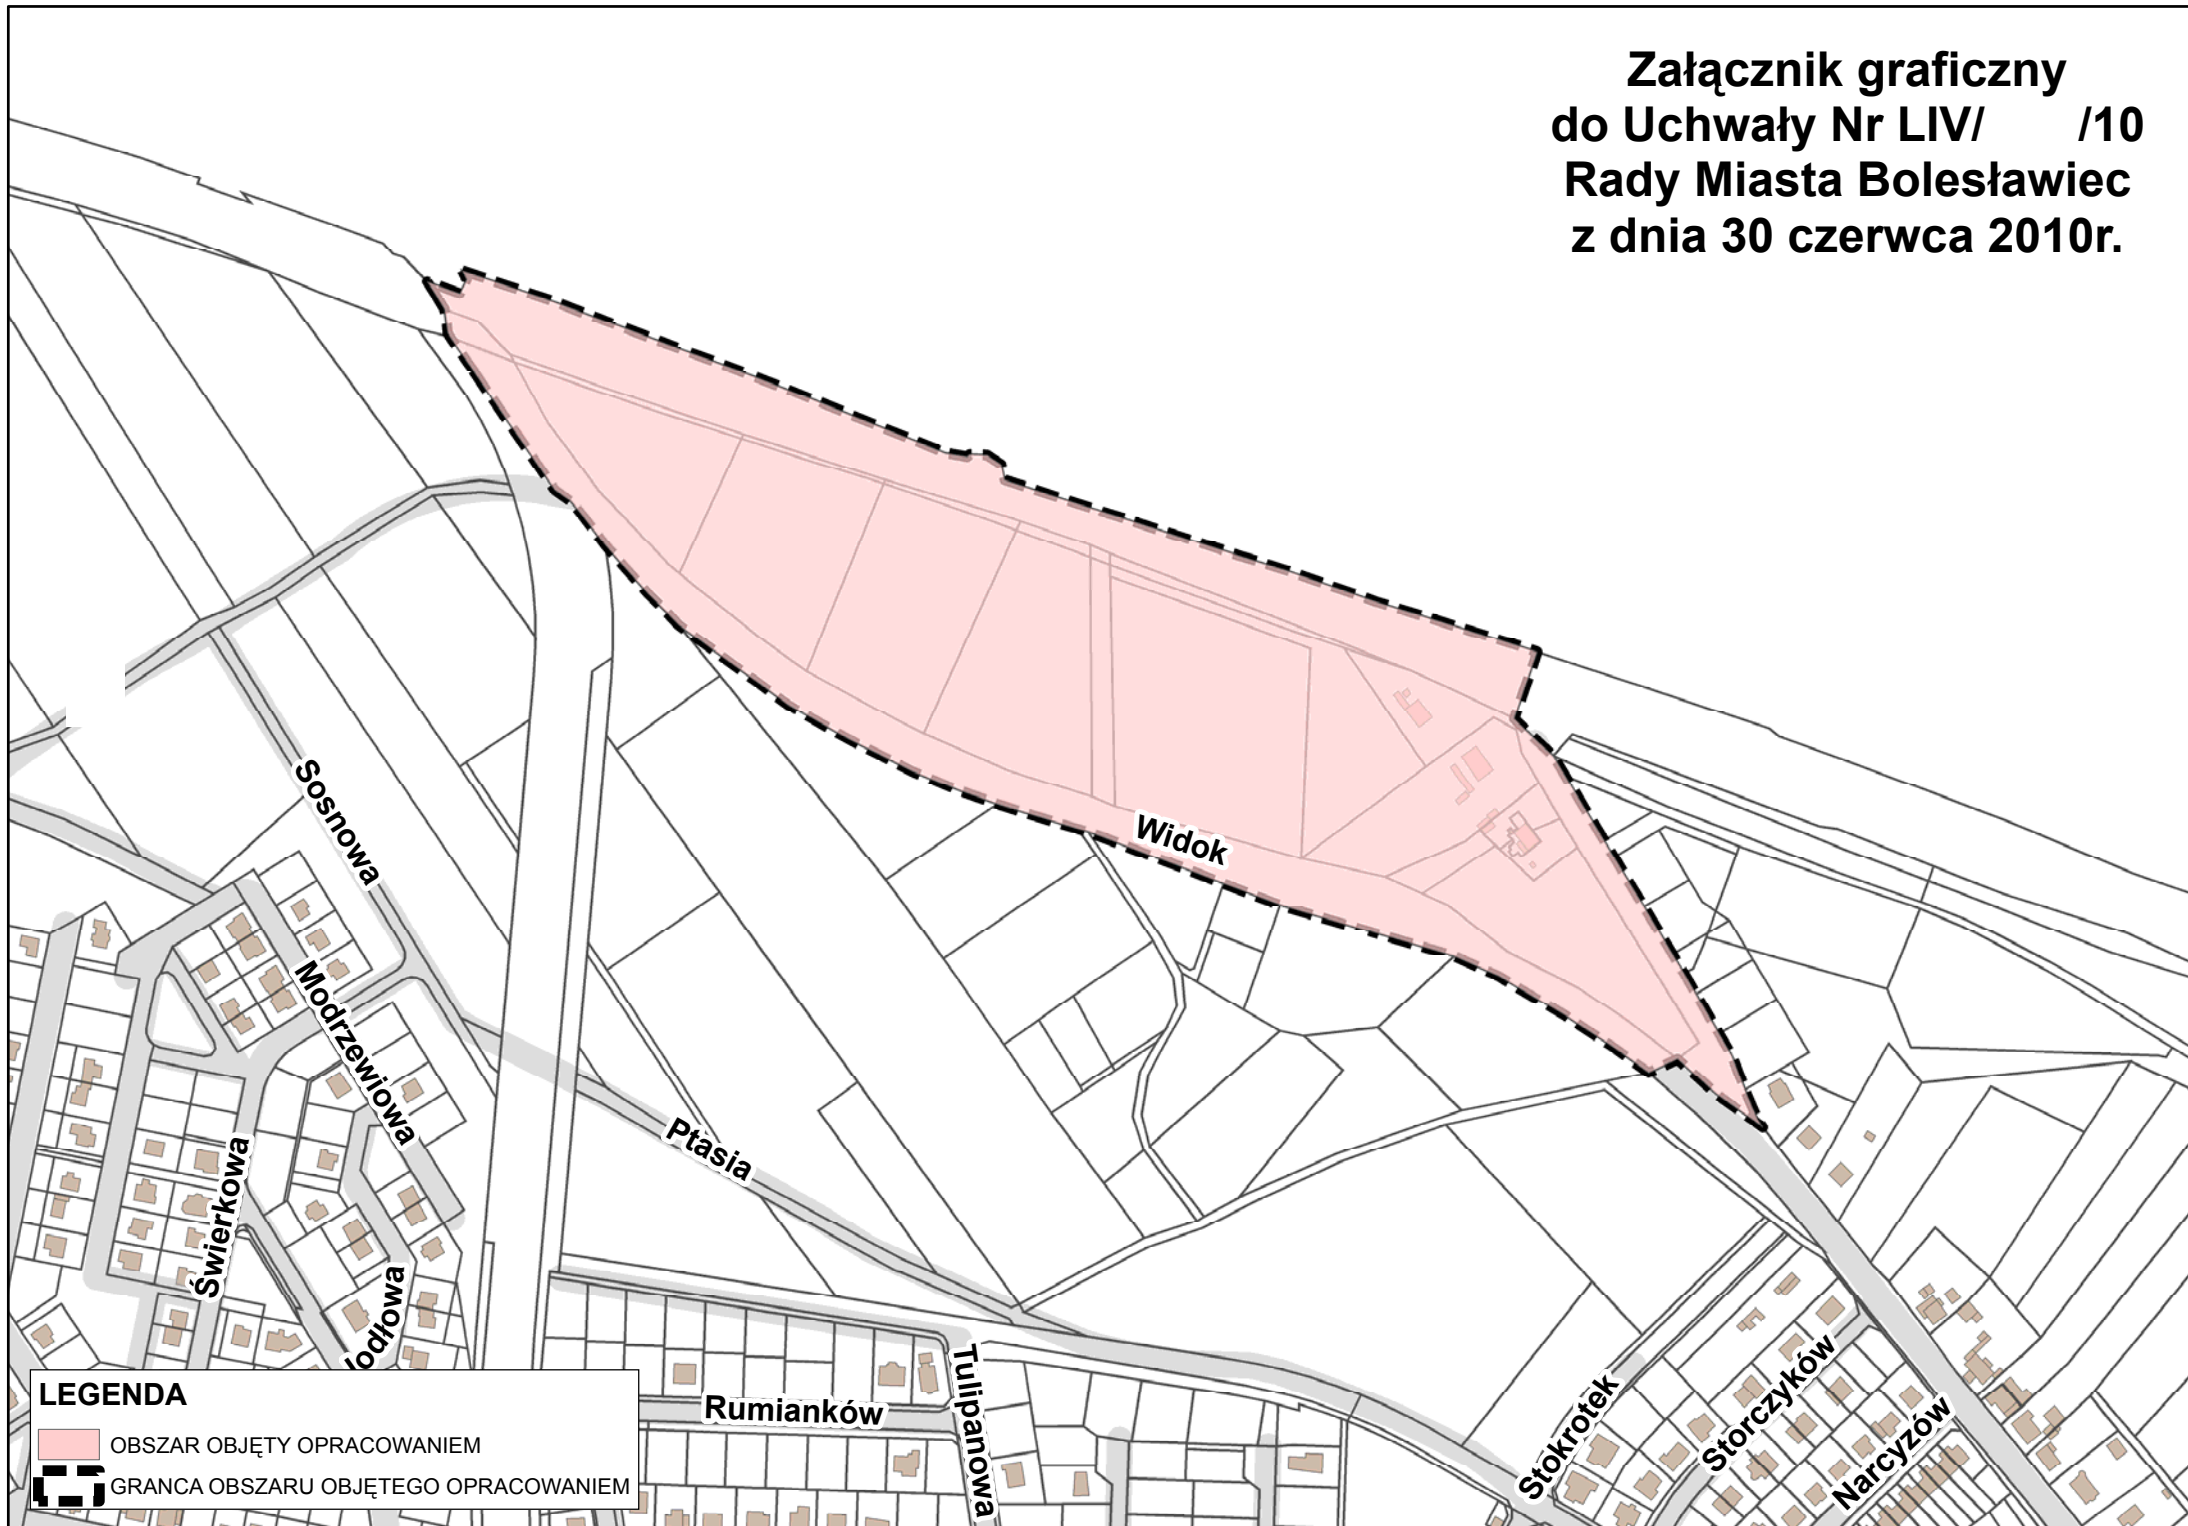 Załącznik graficzny
do Uchwały Nr LIV/ /10
Rady Miasta Bolesławiec
z dnia 30 czerwca 2010r.
Widok
Sosnowa
Modrzewiowa
Świerkowa
Jodłowa
Ptasia
Rumianków
Tulipanowa
Stokrotek
Storczyków
Narcyzów
LEGENDA
OBSZAR OBJĘTY OPRACOWANIEM
GRANCA OBSZARU OBJĘTEGO OPRACOWANIEM